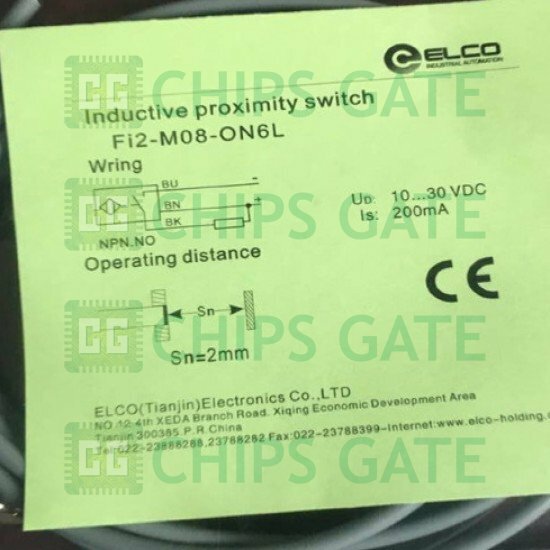 ELCO
INDUSTRIAL AUTOMATION
CHIPS GATE
Inductive proximity switch
Fi2-M08-ON6L
Wring
BU -
BN +
BK
NPN.NO
UD: 10...30 VDC
Is: 200mA
CHIPS GATE
Operating distance
CE
Sn
CHIPS GATE
Sn=2mm
ELCO(Tianjin)Electronics Co.,LTD
NO.12.4th XEDA Branch Road. Xiqing Economic Development Area
Tianjin 300385.P.R.China
Tel:022-23888288,23788282 Fax:022-23788399-Internet:www.elco-holding.
CHIPS GATE